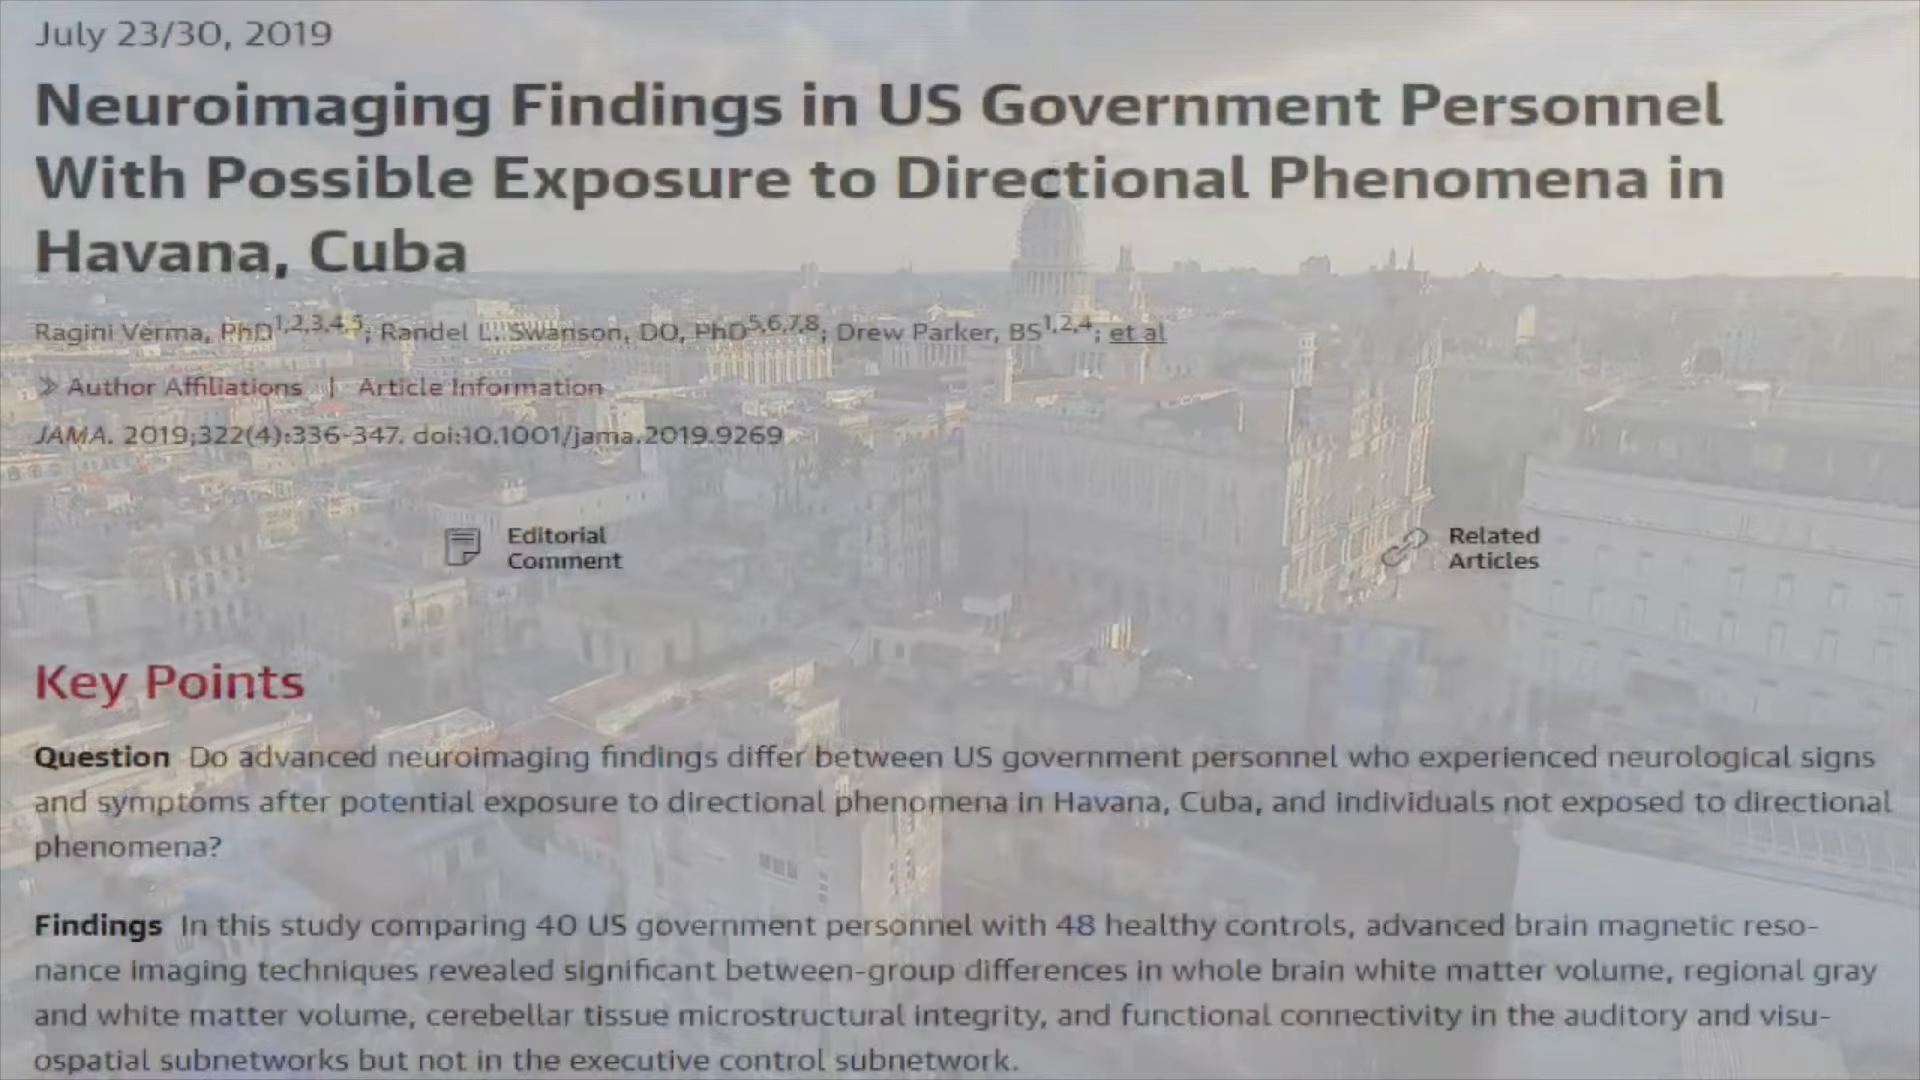 July 23/30, 2019
Neuroimaging Findings in US Government Personnel
With Possible Exposure to Directional Phenomena in
Havana, Cuba
Ragini Verma, PhD1,2,3,4,5; Randel L. Swanson, DO, PhD5,6,7,8; Drew Parker, BS1,2,4; et al
» Author Affiliations | Article Information
JAMA. 2019;322(4):336-347. doi:10.1001/jama.2019.9269
Editorial
Comment
Related
Articles
Key Points
Question Do advanced neuroimaging findings differ between US government personnel who experienced neurological signs
and symptoms after potential exposure to directional phenomena in Havana, Cuba, and individuals not exposed to directional
phenomena?
Findings In this study comparing 40 US government personnel with 48 healthy controls, advanced brain magnetic reso-
nance imaging techniques revealed significant between-group differences in whole brain white matter volume, regional gray
and white matter volume, cerebellar tissue microstructural integrity, and functional connectivity in the auditory and visu-
ospatial subnetworks but not in the executive control subnetwork.